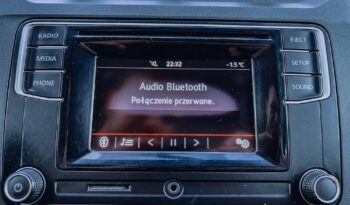 RADIO
MEDIA
PHONE
22:32
-1.5°C
Audio Bluetooth
Połączenie przerwane.
EJECT
SETUP
SOUND